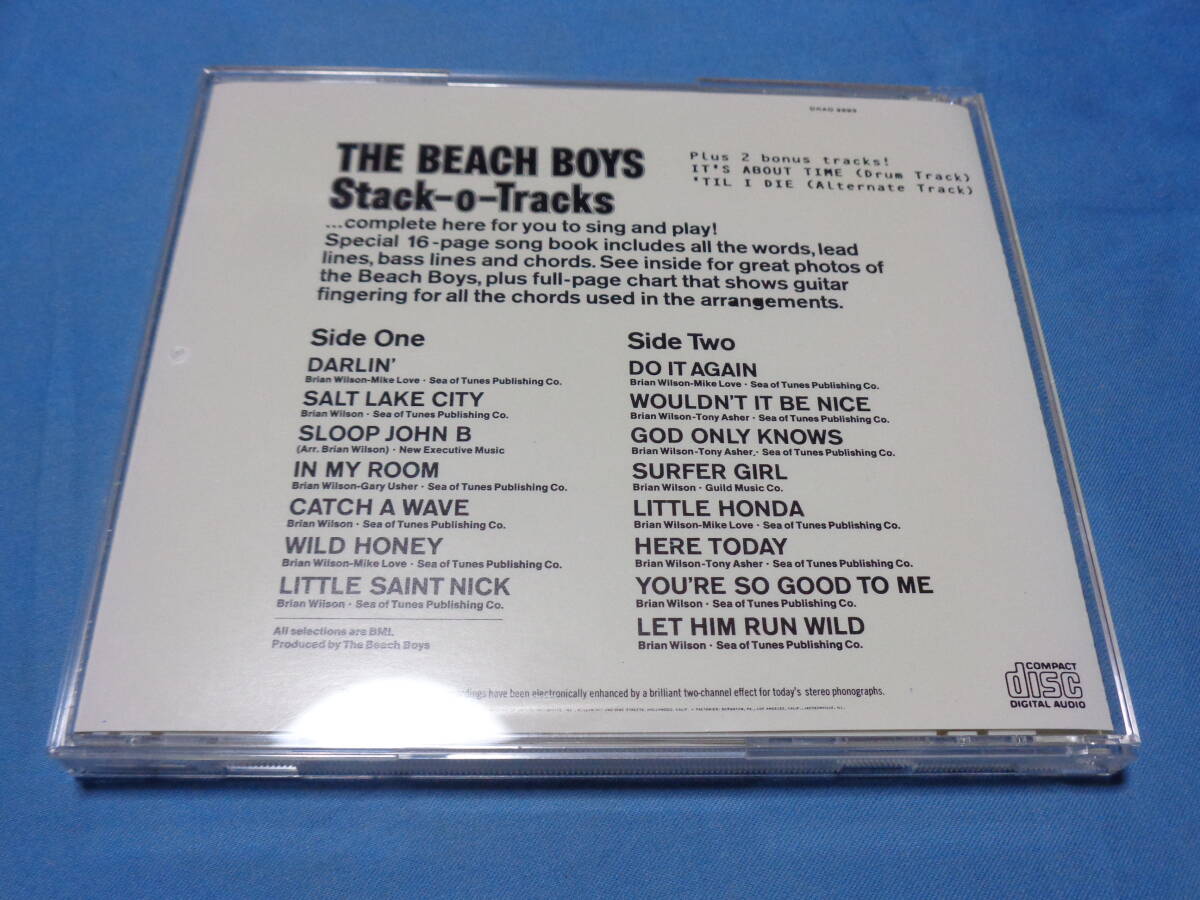 THE BEACH BOYS
Stack-o-Tracks
Plus 2 bonus tracks!
IT'S ABOUT TIME (Drum Track)
'TIL I DIE (Alternate Track)
...complete here for you to sing and play!
Special 16-page song book includes all the words, lead
lines, bass lines and chords. See inside for great photos of
the Beach Boys, plus full-page chart that shows guitar
fingering for all the chords used in the arrangements.
Side One
DARLIN'
Brian Wilson-Mike Love · Sea of Tunes Publishing Co.
SALT LAKE CITY
Brian Wilson · Sea of Tunes Publishing Co.
SLOOP JOHN B
(Arr. Brian Wilson) · New Executive Music
IN MY ROOM
Brian Wilson-Gary Usher · Sea of Tunes Publishing Co.
CATCH A WAVE
Brian Wilson · Sea of Tunes Publishing Co.
WILD HONEY
Brian Wilson-Mike Love · Sea of Tunes Publishing Co.
LITTLE SAINT NICK
Brian Wilson · Sea of Tunes Publishing Co.
All selections are BMI.
Produced by The Beach Boys
Side Two
DO IT AGAIN
Brian Wilson-Mike Love · Sea of Tunes Publishing Co.
WOULDN'T IT BE NICE
Brian Wilson-Tony Asher · Sea of Tunes Publishing Co.
GOD ONLY KNOWS
Brian Wilson-Tony Asher · Sea of Tunes Publishing Co.
SURFER GIRL
Brian Wilson · Guild Music Co.
LITTLE HONDA
Brian Wilson-Mike Love · Sea of Tunes Publishing Co.
HERE TODAY
Brian Wilson-Tony Asher · Sea of Tunes Publishing Co.
YOU'RE SO GOOD TO ME
Brian Wilson · Sea of Tunes Publishing Co.
LET HIM RUN WILD
Brian Wilson · Sea of Tunes Publishing Co.
have been electronically enhanced by a brilliant two-channel effect for today's stereo phonographs.
COMPACT
disc
DIGITAL AUDIO